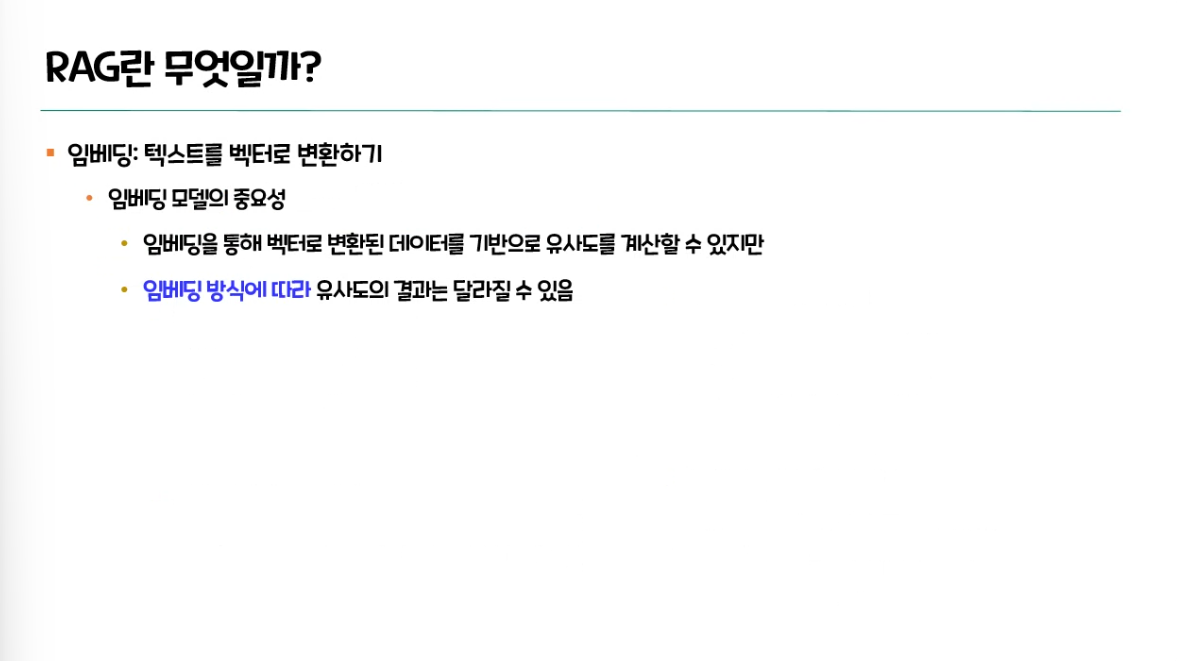 RAG란 무엇일까?
임베딩: 텍스트를 벡터로 변환하기
임베딩 모델의 중요성
임베딩을 통해 벡터로 변환된 데이터를 기반으로 유사도를 계산할 수 있지만
임베딩 방식에 따라 유사도의 결과는 달라질 수 있음